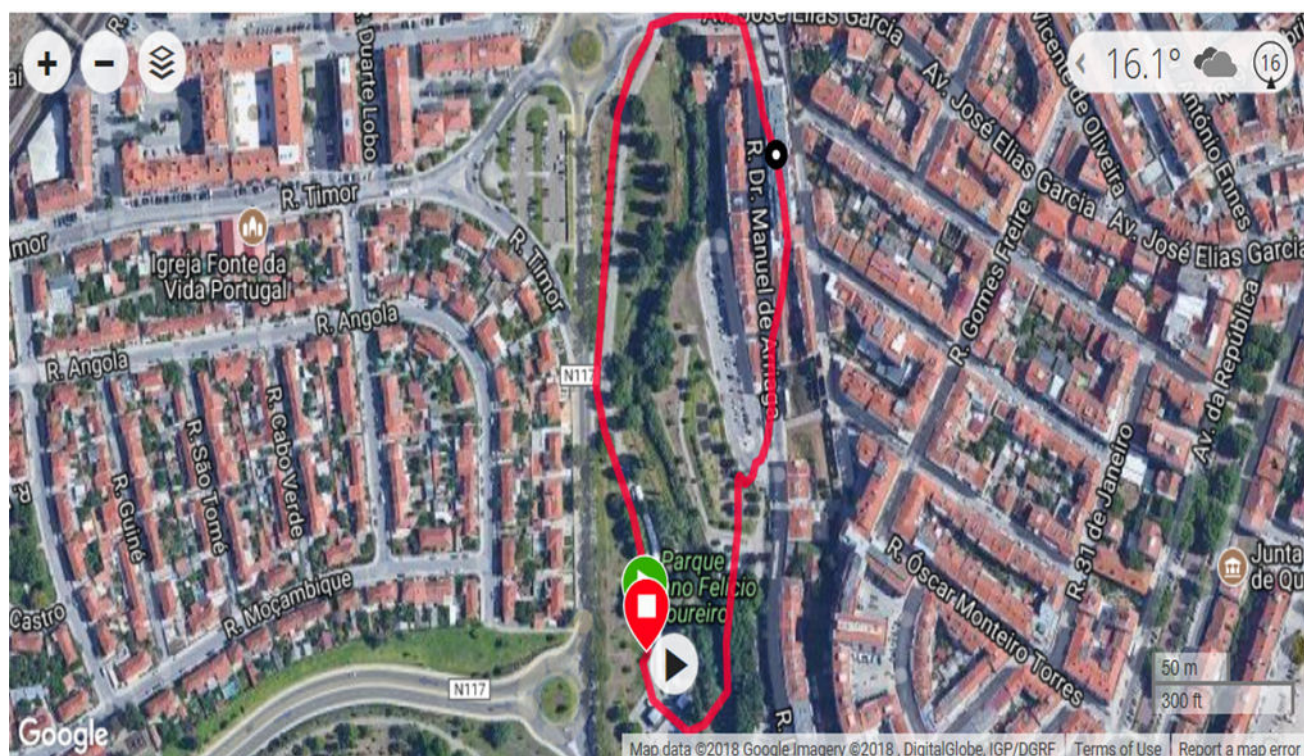 Av. José Elias Garcia
+
−
16.1°
16
R. Duarte Lobo
Vicente de Oliveira
António Ennes
Av. José Elias Garcia
Av. José Elias Garcia
R. Dr. Manuel de Arriaga
R. Timor
R. Timor
Igreja Fonte da
Vida Portugal
R. Gomes Freire
Av. da República
R. Angola
R. Angola
N117
R. Cabo Verde
R. São Tomé
R. Guiné
R. Moçambique
Castro
R. 31 de Janeiro
R. Óscar Monteiro Torres
Parque
Junta
50 m
300 ft
N117
R.
Google
Map data ©2018 Google Imagery ©2018 , DigitalGlobe, IGP/DGRF
Terms of Use
Report a map error